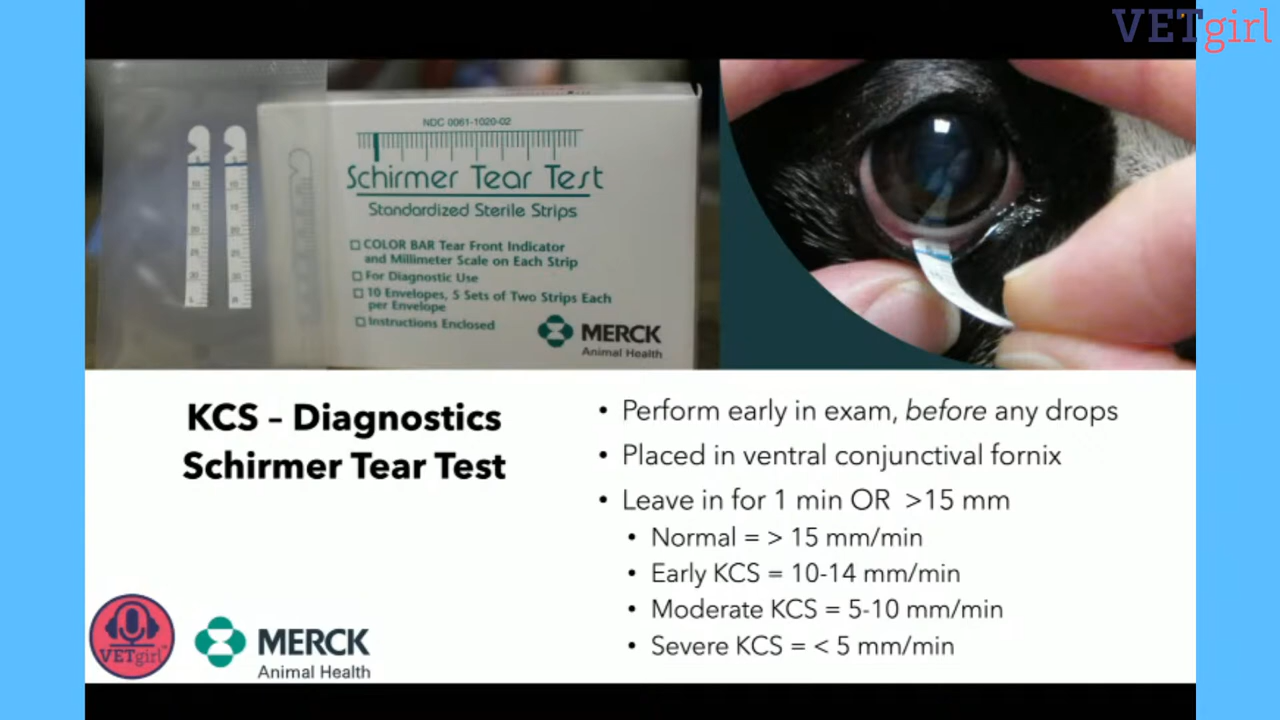 VETgirl
NDC 0061-1020-02
Schirmer Tear Test
Standardized Sterile Strips
COLOR BAR Tear Front Indicator
and Millimeter Scale on Each Strip
For Diagnostic Use
10 Envelopes, 5 Sets of Two Strips Each
per Envelope
Instructions Enclosed
MERCK
Animal Health
KCS – Diagnostics
Schirmer Tear Test
• Perform early in exam, before any drops
• Placed in ventral conjunctival fornix
• Leave in for 1 min OR >15 mm
• Normal = > 15 mm/min
• Early KCS = 10-14 mm/min
• Moderate KCS = 5-10 mm/min
• Severe KCS = < 5 mm/min
VETgirl
MERCK
Animal Health